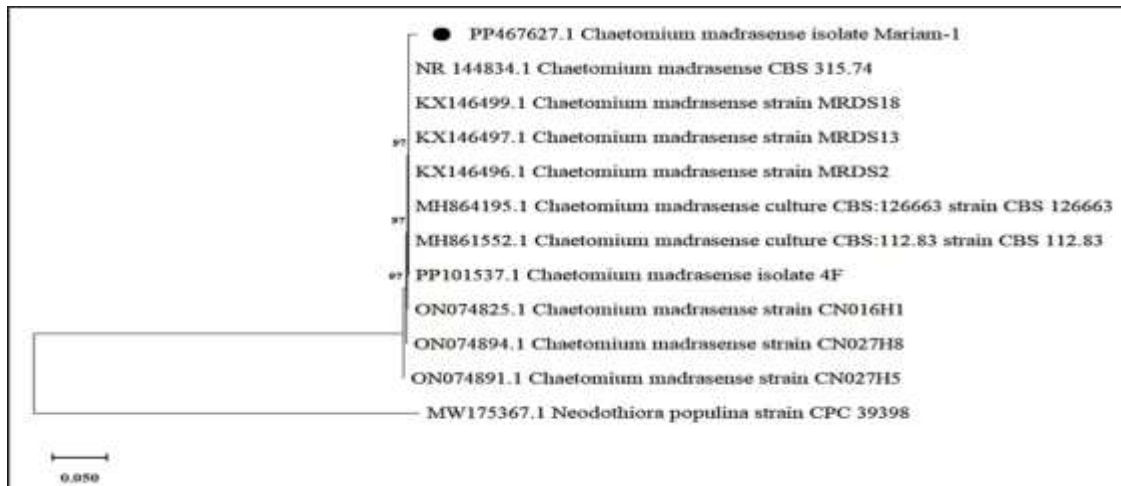 PP467627.1 Chaetomium madrasense isolate Mariam-1
NR 144834.1 Chaetomium madrasense CBS 315.74
KX146499.1 Chaetomium madrasense strain MRDS18
97
KX146497.1 Chaetomium madrasense strain MRDS13
KX146496.1 Chaetomium madrasense strain MRDS2
MH864195.1 Chaetomium madrasense culture CBS:126663 strain CBS 126663
97
MH861552.1 Chaetomium madrasense culture CBS:112.83 strain CBS 112.83
97
PP101537.1 Chaetomium madrasense isolate 4F
ON074825.1 Chaetomium madrasense strain CN016H1
ON074894.1 Chaetomium madrasense strain CN027H8
ON074891.1 Chaetomium madrasense strain CN027H5
MW175367.1 Neodothiora populina strain CPC 39398
0.050